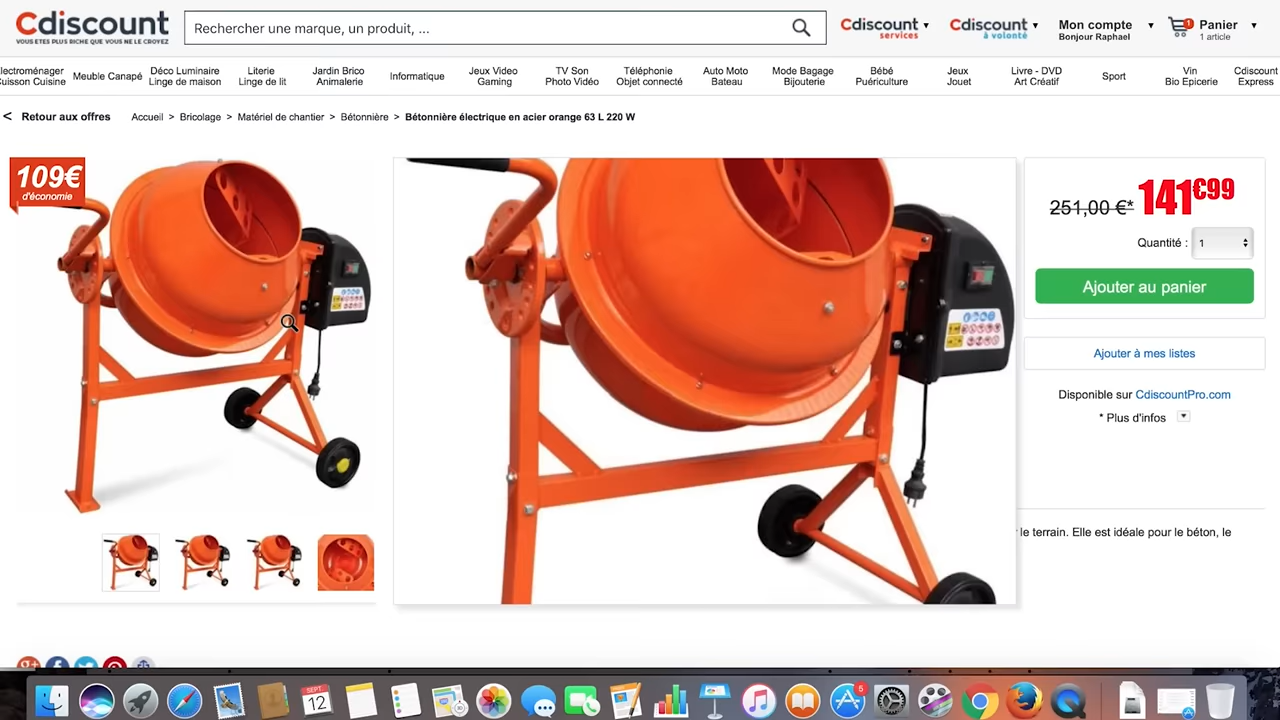 Cdiscount
VOUS ETES PLUS RICHE QUE VOUS NE LE CROYEZ
Rechercher une marque, un produit, ...
Cdiscount
services
Cdiscount
à volonté
Mon compte
Bonjour Raphael
1
Panier
1 article
lectroménager
uisson Cuisine
Meuble Canapé
Déco Luminaire
Linge de maison
Literie
Linge de lit
Jardin Brico
Animalerie
Informatique
Jeux Video
Gaming
TV Son
Photo Vidéo
Téléphonie
Objet connecté
Auto Moto
Bateau
Mode Bagage
Bijouterie
Bébé
Puériculture
Jeux
Jouet
Livre - DVD
Art Créatif
Sport
Vin
Bio Epicerie
Cdiscount
Express
< Retour aux offres
Accueil > Bricolage > Matériel de chantier > Bétonnière > Bétonnière électrique en acier orange 63 L 220 W
109€
d'économie
251,00 €* 141€99
Quantité : 1
Ajouter au panier
Ajouter à mes listes
Disponible sur CdiscountPro.com
* Plus d'infos
le terrain. Elle est idéale pour le béton, le
g+
SEPT.
12
5